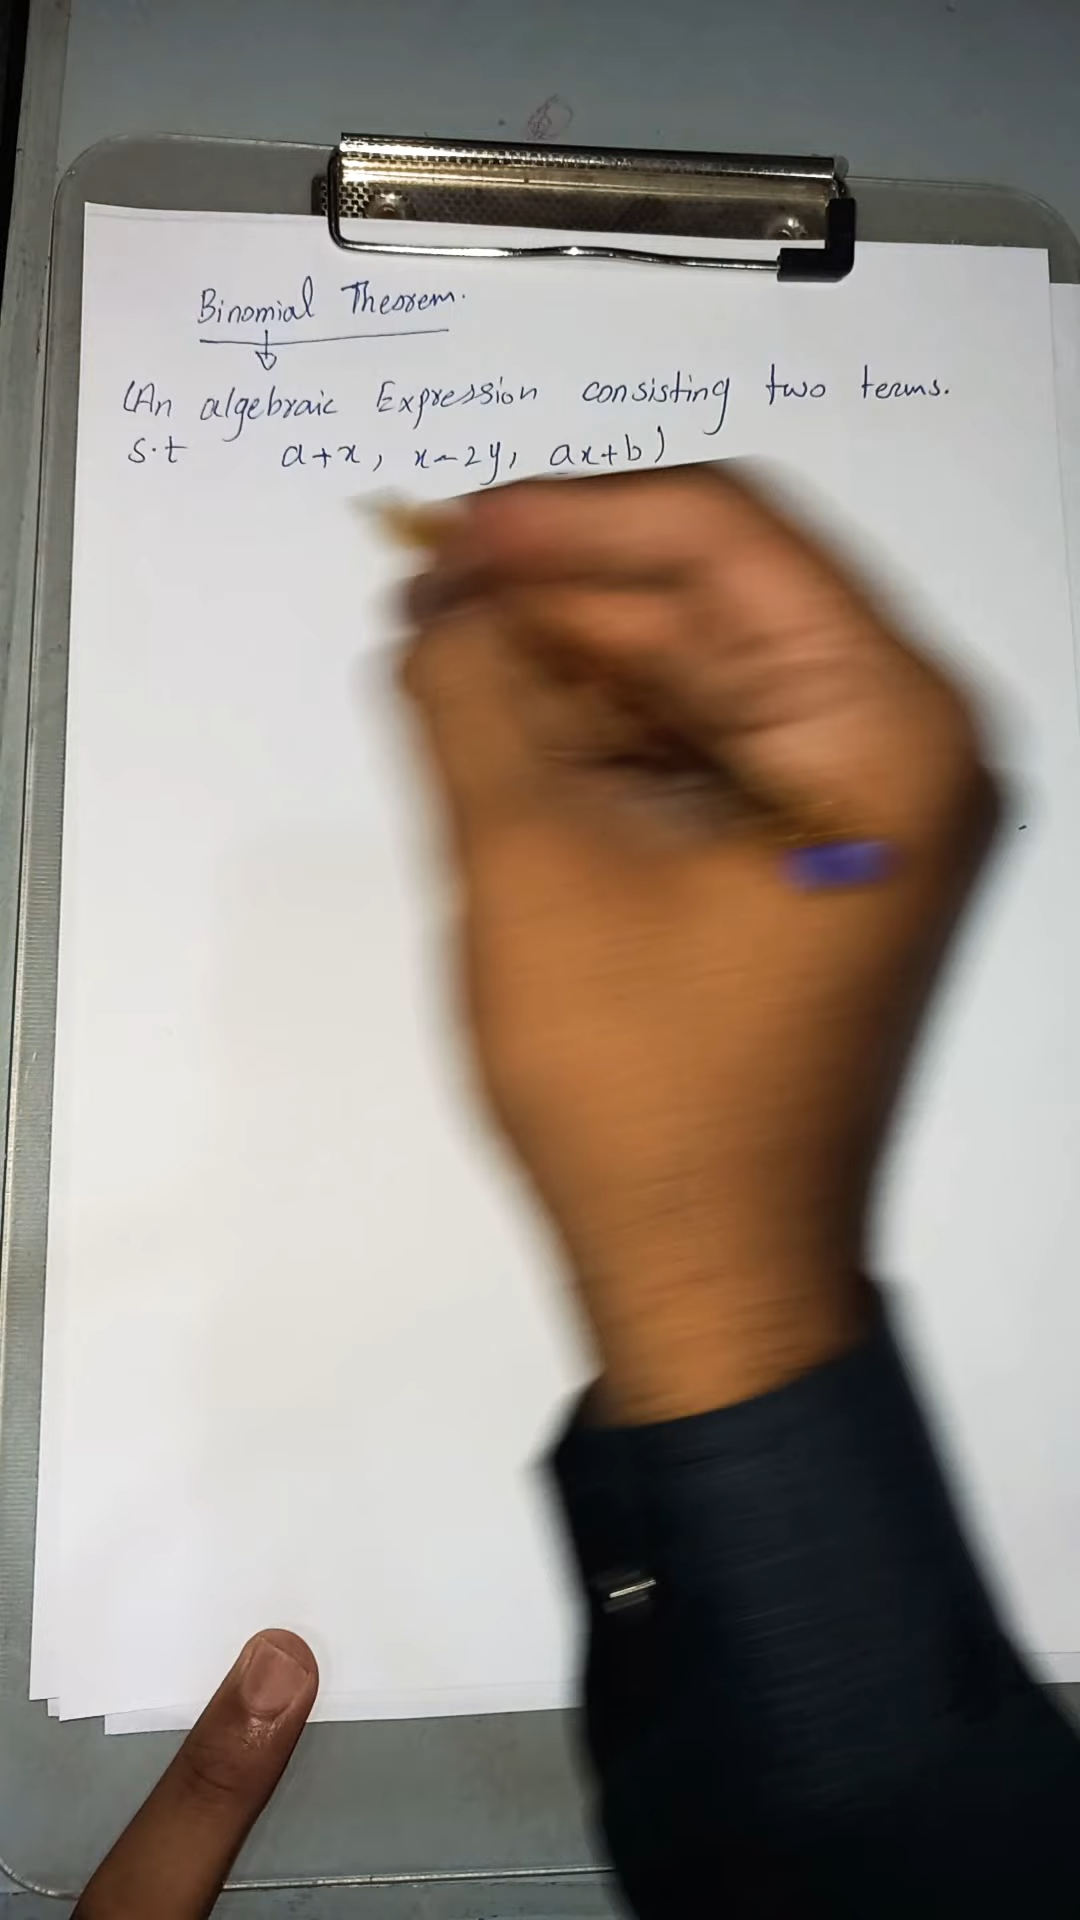 Binomial Theorem.
(An algebraic Expression consisting two terms.
s.t a+x, x-2y, ax+b)